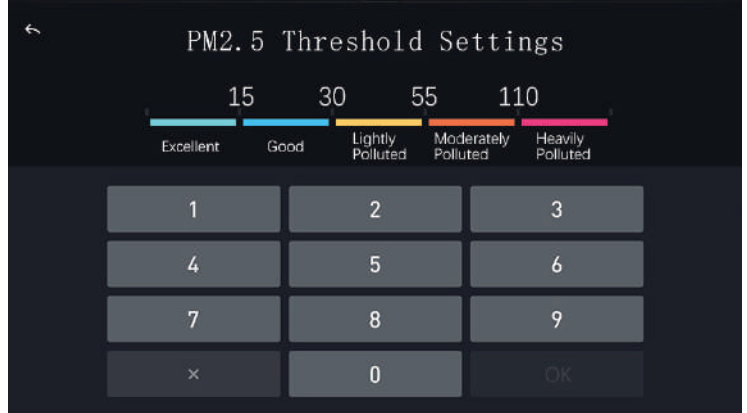 PM2.5 Threshold Settings
15 30 55 110
Excellent Good Lightly Polluted Moderately Polluted Heavily Polluted
1 2 3
4 5 6
7 8 9
× 0 OK